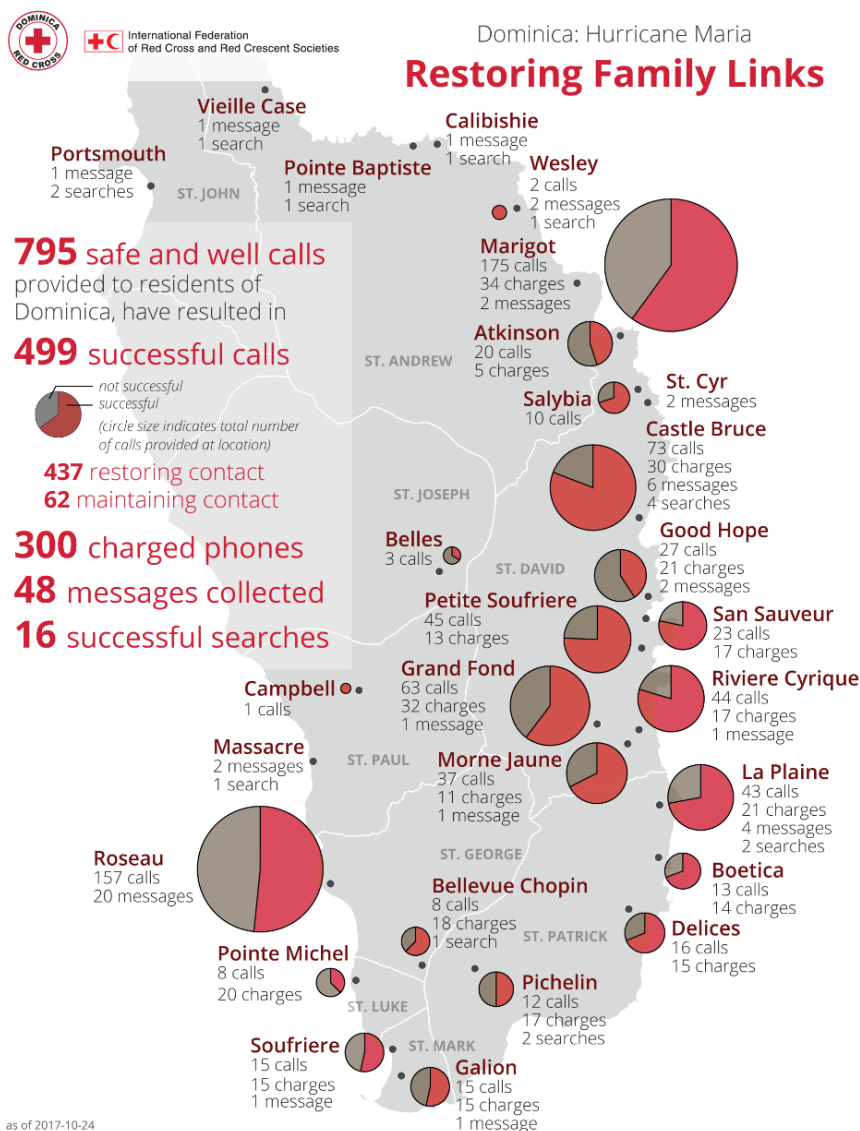 DOMINICA
RED CROSS
International Federation
of Red Cross and Red Crescent Societies
Dominica: Hurricane Maria
Restoring Family Links
Vieille Case
1 message
1 search
Portsmouth
1 message
2 searches
ST. JOHN
Pointe Baptiste
1 message
1 search
Calibishie
1 message
1 search
Wesley
2 calls
2 messages
1 search
Marigot
175 calls
34 charges
2 messages
795 safe and well calls
provided to residents of
Dominica, have resulted in
499 successful calls
not successful
successful
(circle size indicates total number
of calls provided at location)
437 restoring contact
62 maintaining contact
300 charged phones
48 messages collected
16 successful searches
ST. ANDREW
Atkinson
20 calls
5 charges
Salybia
10 calls
St. Cyr
2 messages
Castle Bruce
73 calls
30 charges
6 messages
4 searches
ST. JOSEPH
Belles
3 calls
ST. DAVID
Good Hope
27 calls
21 charges
2 messages
Petite Soufriere
45 calls
13 charges
San Sauveur
23 calls
17 charges
Grand Fond
63 calls
32 charges
1 message
Riviere Cyrique
44 calls
17 charges
1 message
Campbell
1 calls
Massacre
2 messages
1 search
ST. PAUL
Morne Jaune
37 calls
11 charges
1 message
La Plaine
43 calls
21 charges
4 messages
2 searches
Roseau
157 calls
20 messages
ST. GEORGE
Boetica
13 calls
14 charges
Bellevue Chopin
8 calls
18 charges
1 search
ST. PATRICK
Delices
16 calls
15 charges
Pointe Michel
8 calls
20 charges
ST. LUKE
Pichelin
12 calls
17 charges
2 searches
Soufriere
15 calls
15 charges
1 message
ST. MARK
Galion
15 calls
15 charges
1 message
as of 2017-10-24